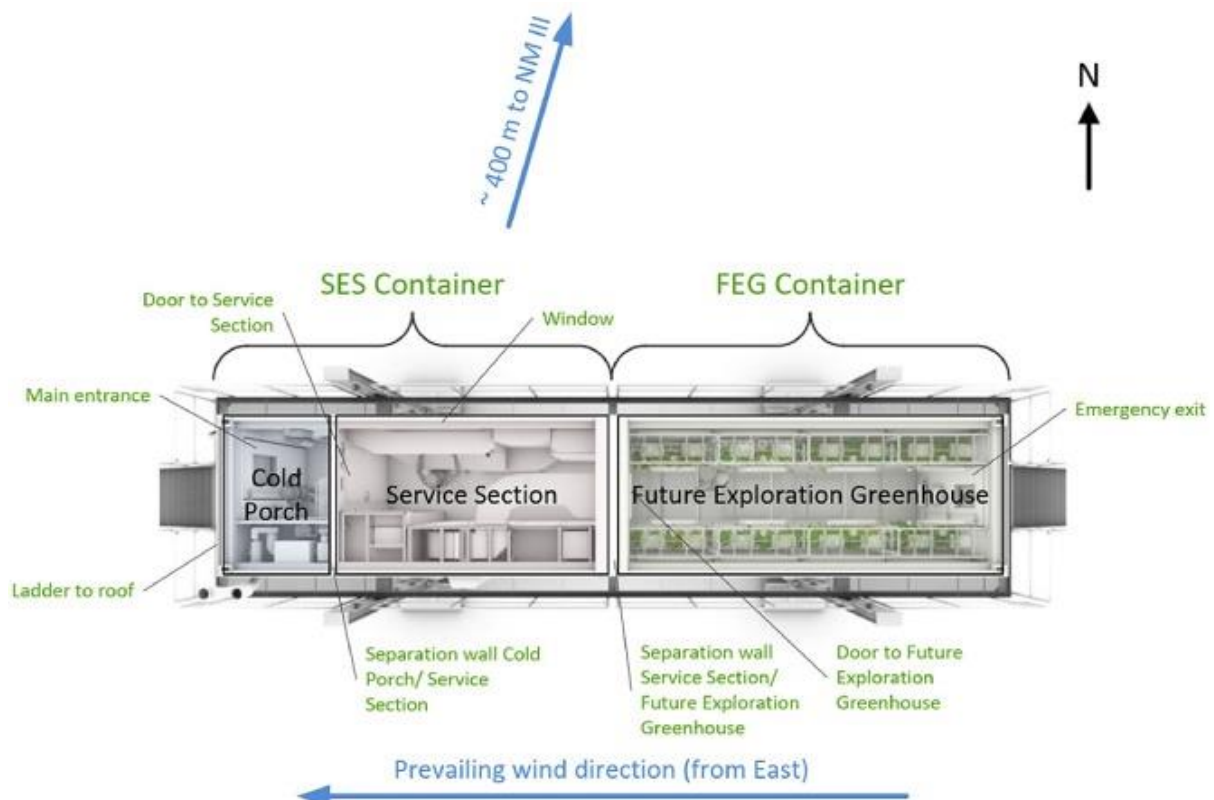 ~ 400 m to NM III
N
SES Container
FEG Container
Door to Service
Section
Window
Main entrance
Emergency exit
Cold
Porch
Service Section
Future Exploration Greenhouse
Ladder to roof
Separation wall Cold
Porch/ Service
Section
Separation wall
Service Section/
Future Exploration
Greenhouse
Door to Future
Exploration
Greenhouse
Prevailing wind direction (from East)